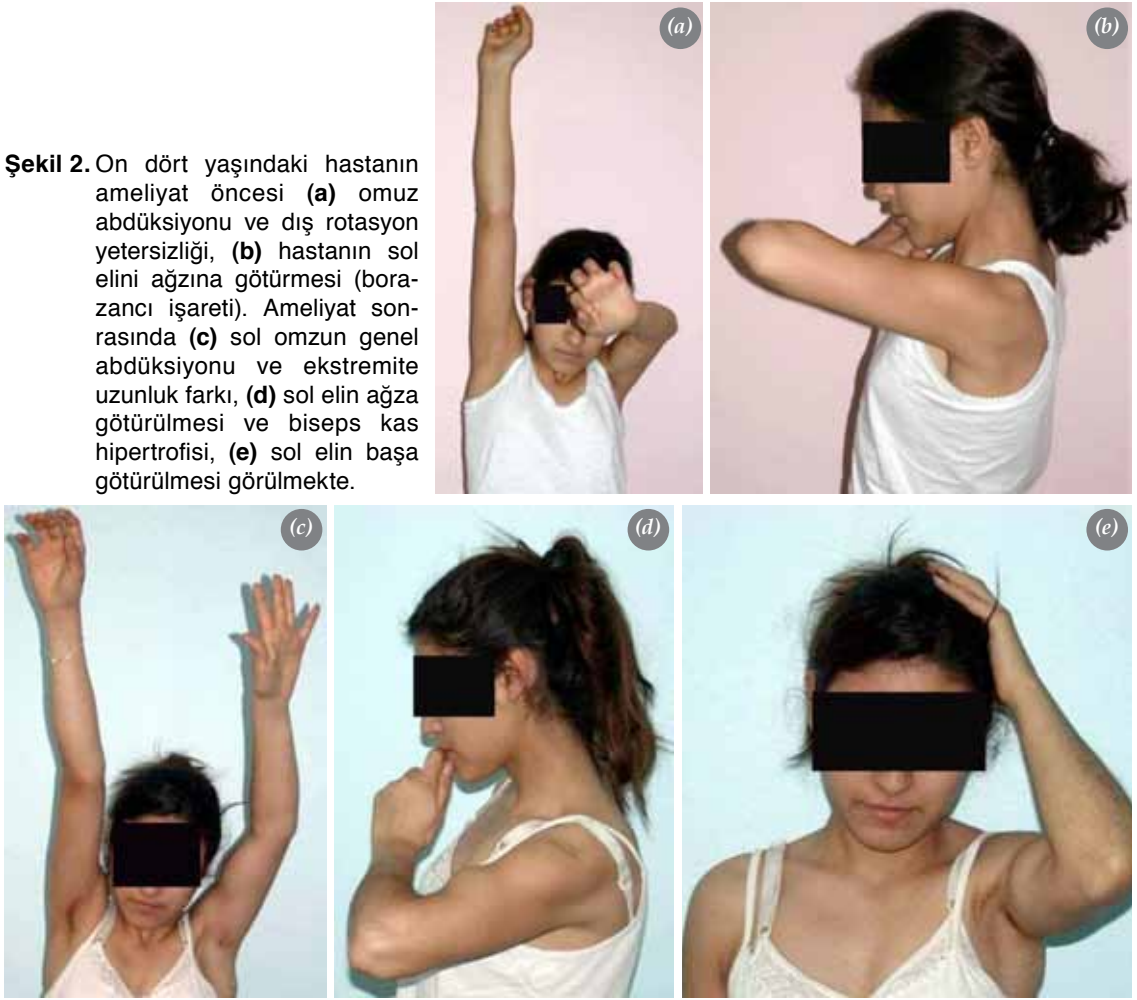 Şekil 2. On dört yaşındaki hastanın
ameliyat öncesi (a) omuz
abdüksiyonu ve dış rotasyon
yetersizliği, (b) hastanın sol
elini ağzına götürmesi (bora-
zancı işareti). Ameliyat son-
rasında (c) sol omzun genel
abdüksiyonu ve ekstremite
uzunluk farkı, (d) sol elin ağza
götürülmesi ve biseps kas
hipertrofisi, (e) sol elin başa
götürülmesi görülmekte.
(a)
(b)
(c)
(d)
(e)